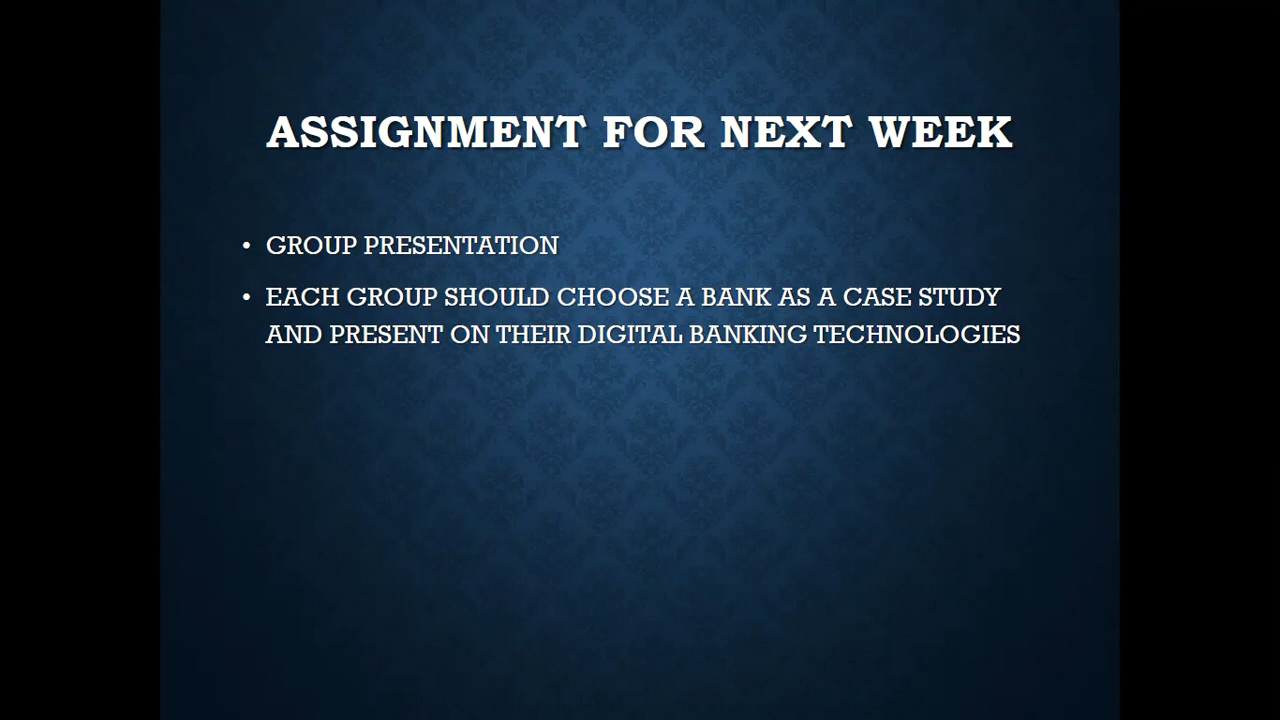 ASSIGNMENT FOR NEXT WEEK
• GROUP PRESENTATION
• EACH GROUP SHOULD CHOOSE A BANK AS A CASE STUDY
AND PRESENT ON THEIR DIGITAL BANKING TECHNOLOGIES